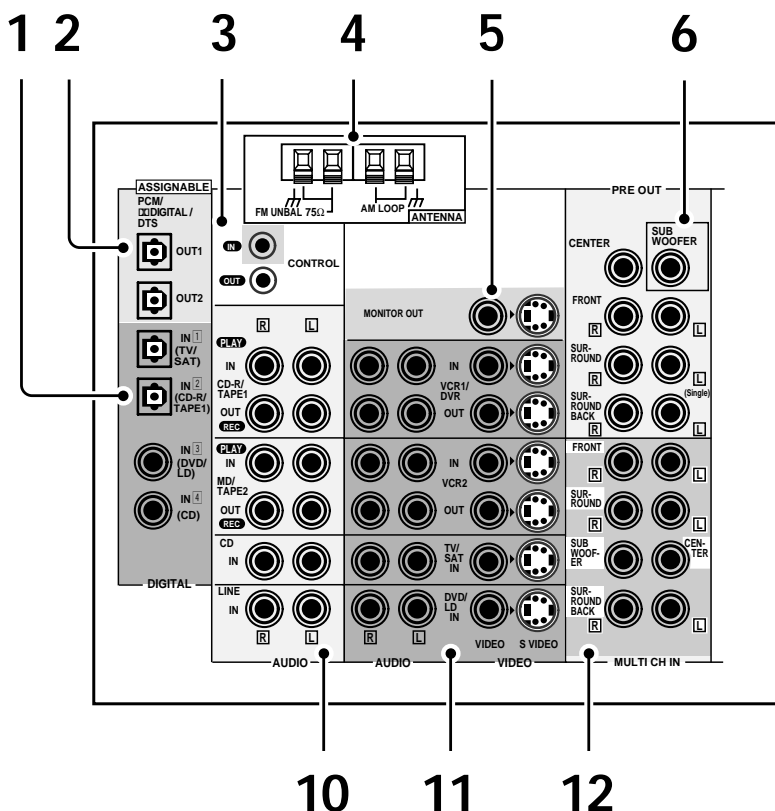 1 2 3 4 5 6
ASSIGNABLE
PCM/
DIGITAL /
DTS
OUT1
OUT2
IN 1
(TV/
SAT)
IN 2
(CD-R/
TAPE1)
IN 3
(DVD/
LD)
IN 4
(CD)
DIGITAL
FM UNBAL 75Ω
AM LOOP
ANTENNA
IN
OUT
CONTROL
R L
PLAY
IN
CD-R/
TAPE1
OUT
REC
PLAY
IN
MD/
TAPE2
OUT
REC
CD
IN
LINE
IN
R L
AUDIO
MONITOR OUT
IN
VCR1/
DVR
OUT
IN
VCR2
OUT
TV/
SAT
IN
DVD/
LD
IN
R L
VIDEO S VIDEO
AUDIO
VIDEO
PRE OUT
CENTER
SUB
WOOFER
FRONT
R L
SUR-
ROUND
R L
(Single)
SUR-
ROUND
BACK
R L
FRONT
R L
SUR-
ROUND
R L
SUB
WOOF-
ER
CEN-
TER
SUR-
ROUND
BACK
R L
MULTI CH IN
10 11 12